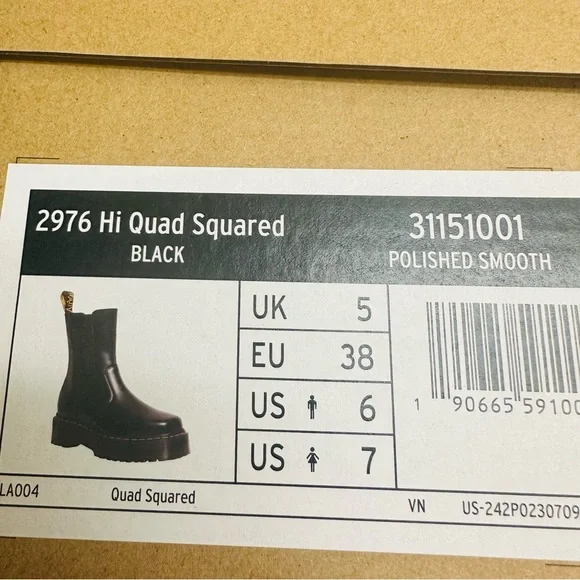 2976 Hi Quad Squared
BLACK
31151001
POLISHED SMOOTH
UK 5
EU 38
US 6
US 7
1 90665 59100
LA004
Quad Squared
VN
US-242P0230709